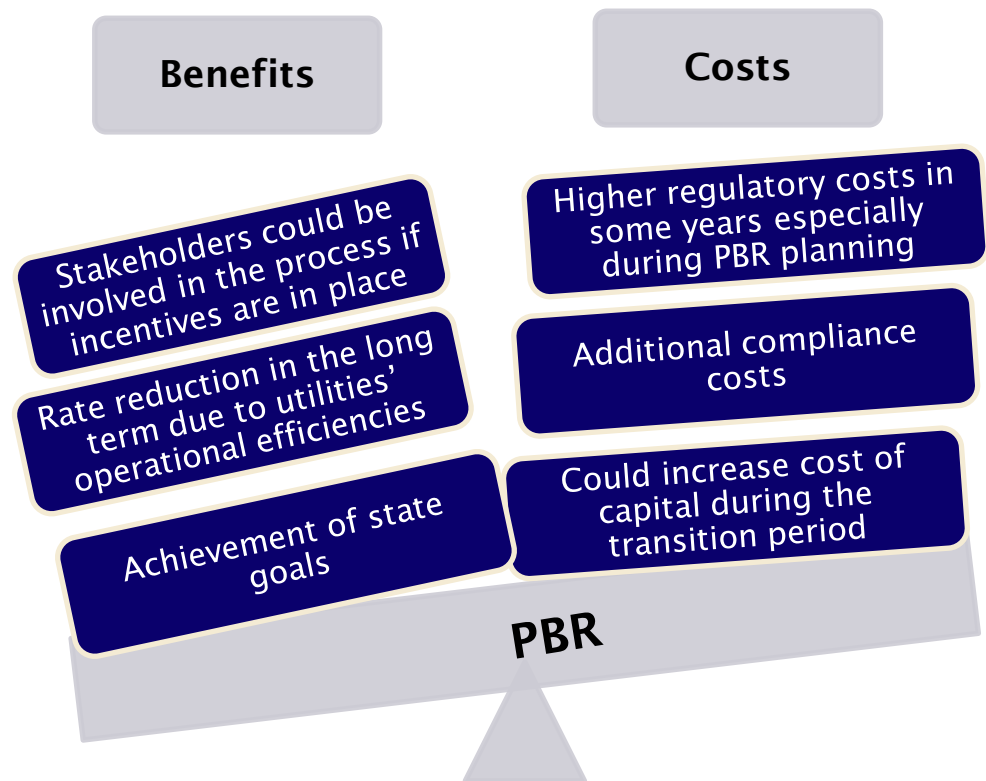 Benefits
Costs
Stakeholders could be
involved in the process if
incentives are in place
Rate reduction in the long
term due to utilities’
operational efficiencies
Achievement of state
goals
Higher regulatory costs in
some years especially
during PBR planning
Additional compliance
costs
Could increase cost of
capital during the
transition period
PBR